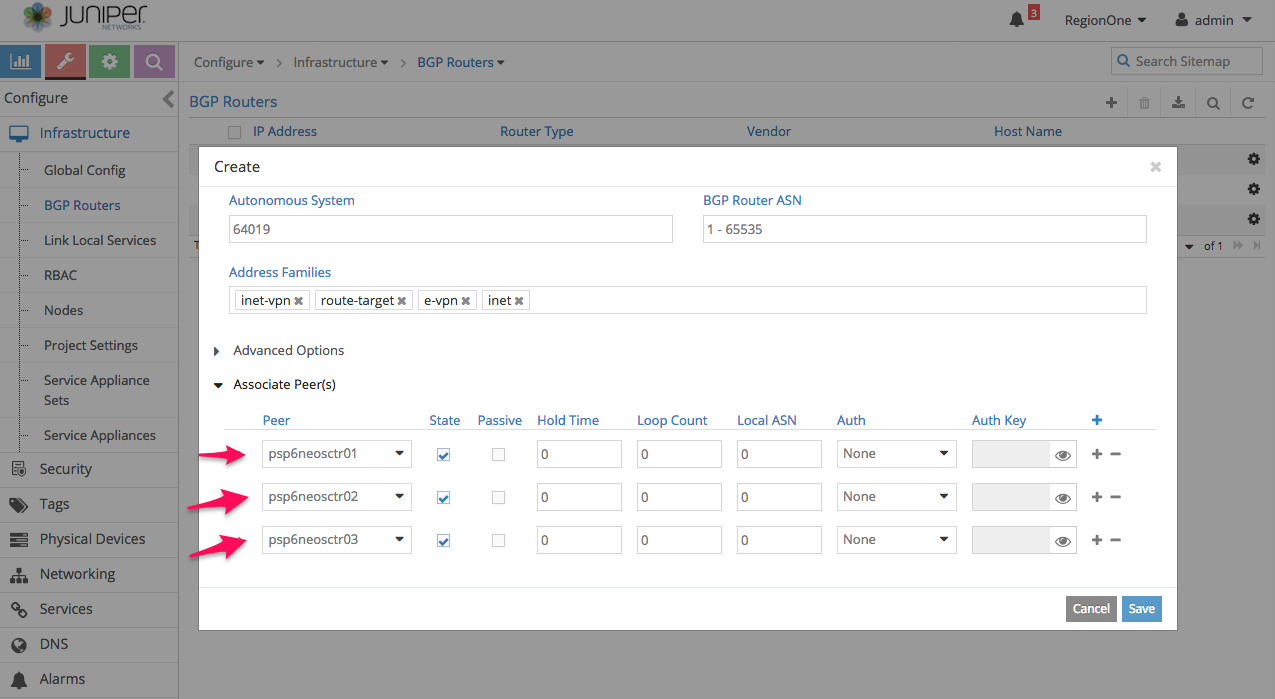 JUNIPER
NETWORKS
3
RegionOne
admin
Configure > Infrastructure > BGP Routers
Search Sitemap
Configure
BGP Routers
Infrastructure
IP Address Router Type Vendor Host Name
Global Config
BGP Routers
Link Local Services
RBAC
Nodes
Project Settings
Service Appliance
Sets
Service Appliances
Security
Tags
Physical Devices
Networking
Services
DNS
Alarms
T
of 1
Create
Autonomous System BGP Router ASN
64019 1 - 65535
Address Families
inet-vpn route-target e-vpn inet
Advanced Options
Associate Peer(s)
Peer State Passive Hold Time Loop Count Local ASN Auth Auth Key
psp6neosctr01 0 0 0 None
psp6neosctr02 0 0 0 None
psp6neosctr03 0 0 0 None
Cancel Save